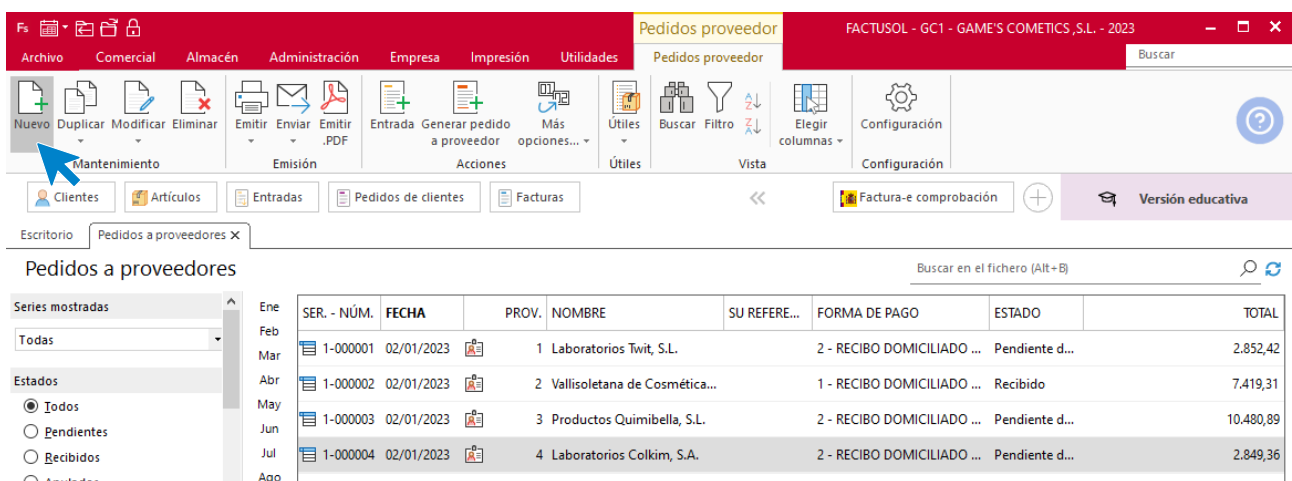 Fs
Pedidos proveedor
FACTUSOL - GC1 - GAME'S COMETICS ,S.L. - 2023
Archivo Comercial Almacén Administración Empresa Impresión Utilidades Pedidos proveedor Buscar
Nuevo Duplicar Modificar Eliminar Emitir Enviar Emitir .PDF Entrada Generar pedido a proveedor Más opciones... Útiles Buscar Filtro Elegir columnas Configuración
Mantenimiento Emisión Acciones Útiles Vista Configuración
Clientes Artículos Entradas Pedidos de clientes Facturas Factura-e comprobación Versión educativa
Escritorio Pedidos a proveedores X
Pedidos a proveedores Buscar en el fichero (Alt+B)
Series mostradas
Todas
Estados
Todos
Pendientes
Recibidos
Anulados
Ene
Feb
Mar
Abr
May
Jun
Jul
Ago
SER. - NÚM. FECHA PROV. NOMBRE SU REFERE... FORMA DE PAGO ESTADO TOTAL
1-000001 02/01/2023 1 Laboratorios Twit, S.L. 2 - RECIBO DOMICILIADO ... Pendiente d... 2.852,42
1-000002 02/01/2023 2 Vallisoletana de Cosmética... 1 - RECIBO DOMICILIADO ... Recibido 7.419,31
1-000003 02/01/2023 3 Productos Quimibella, S.L. 2 - RECIBO DOMICILIADO ... Pendiente d... 10.480,89
1-000004 02/01/2023 4 Laboratorios Colkim, S.A. 2 - RECIBO DOMICILIADO ... Pendiente d... 2.849,36